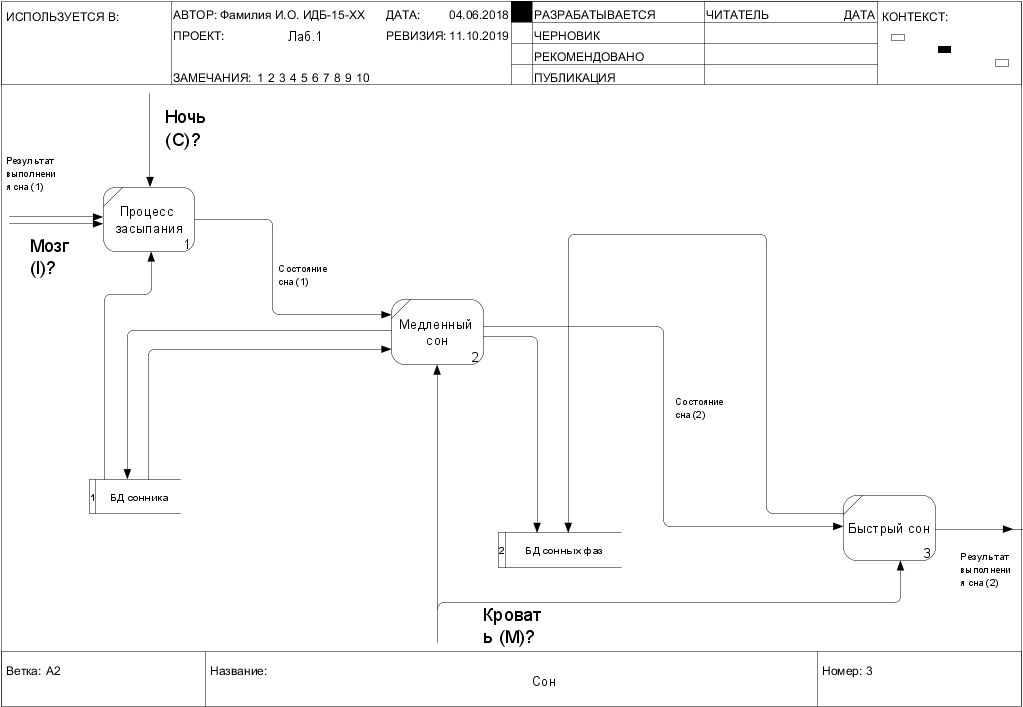 ИСПОЛЬЗУЕТСЯ В:
АВТОР: Фамилия И.О. ИДБ-15-XX
ДАТА: 04.06.2018
ПРОЕКТ: Лаб.1
РЕВИЗИЯ: 11.10.2019
ЗАМЕЧАНИЯ: 1 2 3 4 5 6 7 8 9 10
РАЗРАБАТЫВАЕТСЯ
ЧЕРНОВИК
РЕКОМЕНДОВАНО
ПУБЛИКАЦИЯ
ЧИТАТЕЛЬ ДАТА
КОНТЕКСТ:
Ночь
(C)?
Результат
выполнени
я сна (1)
Процесс
засыпания
1
Мозг
(I)?
Состояние
сна (1)
Медленный
сон
2
Состояние
сна (2)
1 БД сонника
Быстрый сон
3
2 БД сонных фаз
Результат
выполнени
я сна (2)
Кроват
ь (M)?
Ветка: A2
Название:
Сон
Номер: 3